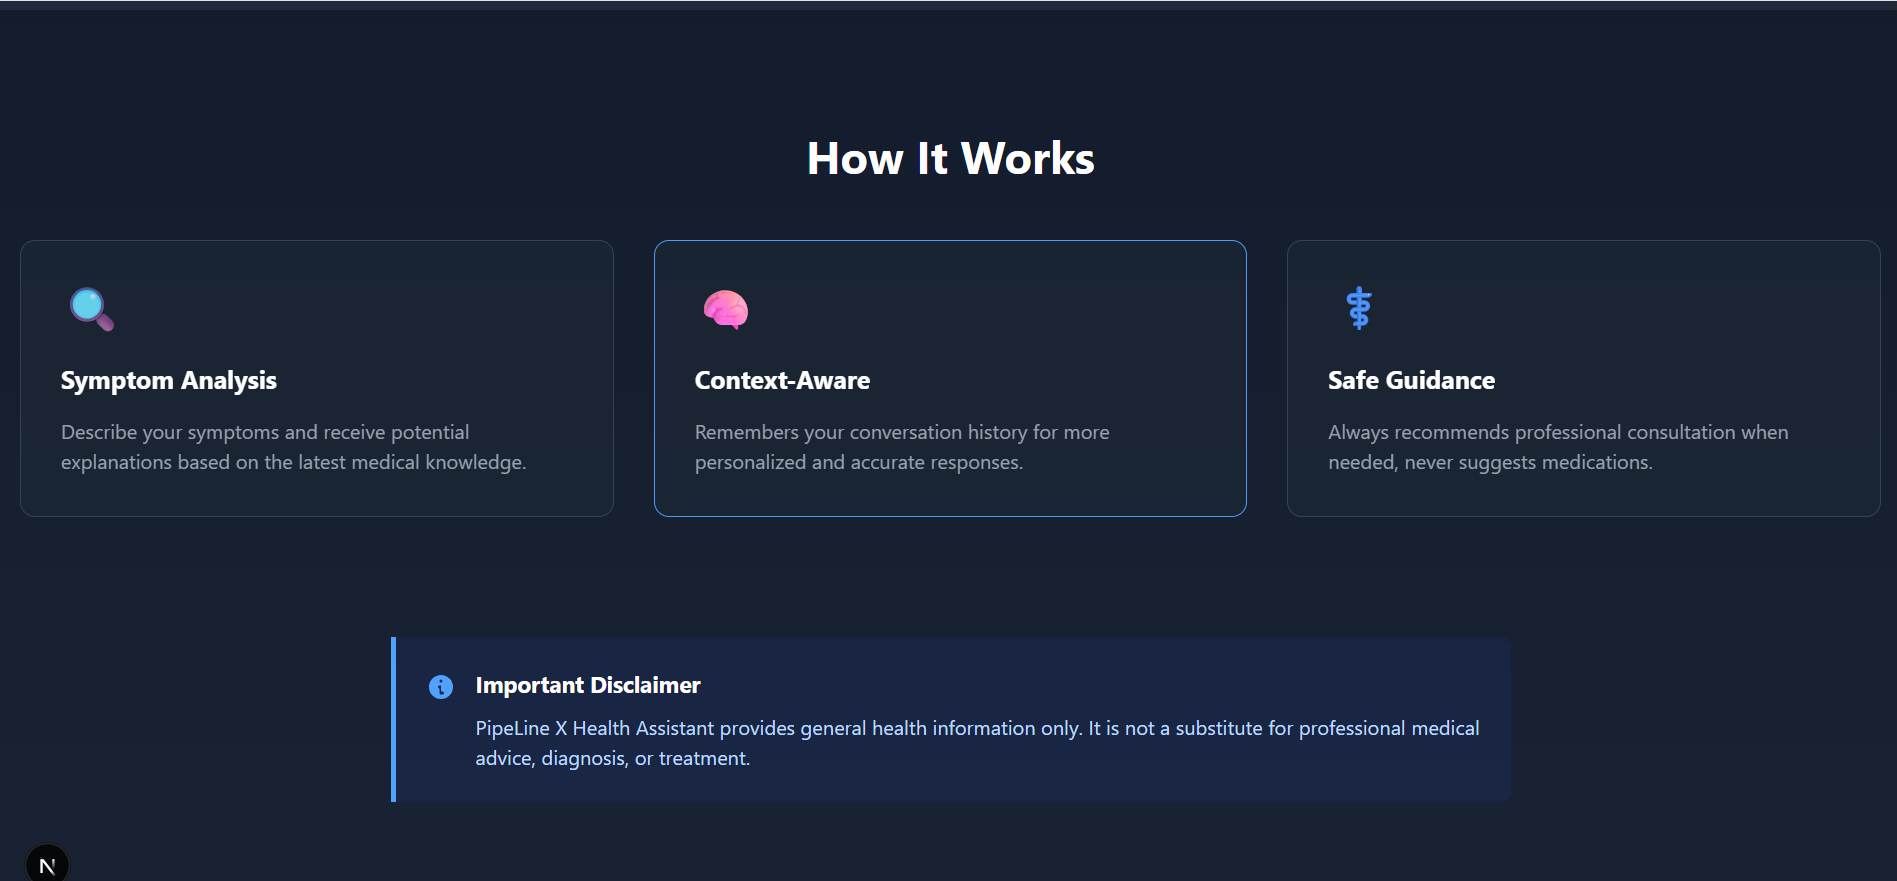 How It Works
Symptom Analysis
Describe your symptoms and receive potential
explanations based on the latest medical knowledge.
Context-Aware
Remembers your conversation history for more
personalized and accurate responses.
Safe Guidance
Always recommends professional consultation when
needed, never suggests medications.
Important Disclaimer
PipeLine X Health Assistant provides general health information only. It is not a substitute for professional medical
advice, diagnosis, or treatment.
N